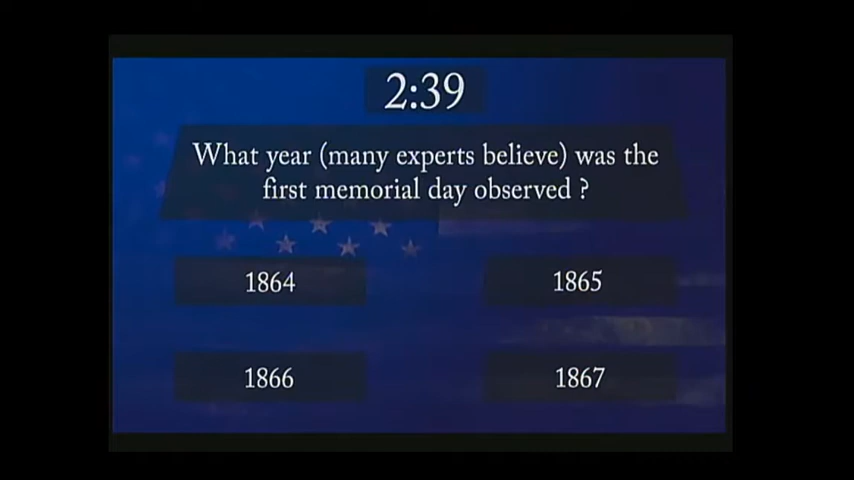 2:39
What year (many experts believe) was the
first memorial day observed ?
1864
1865
1866
1867